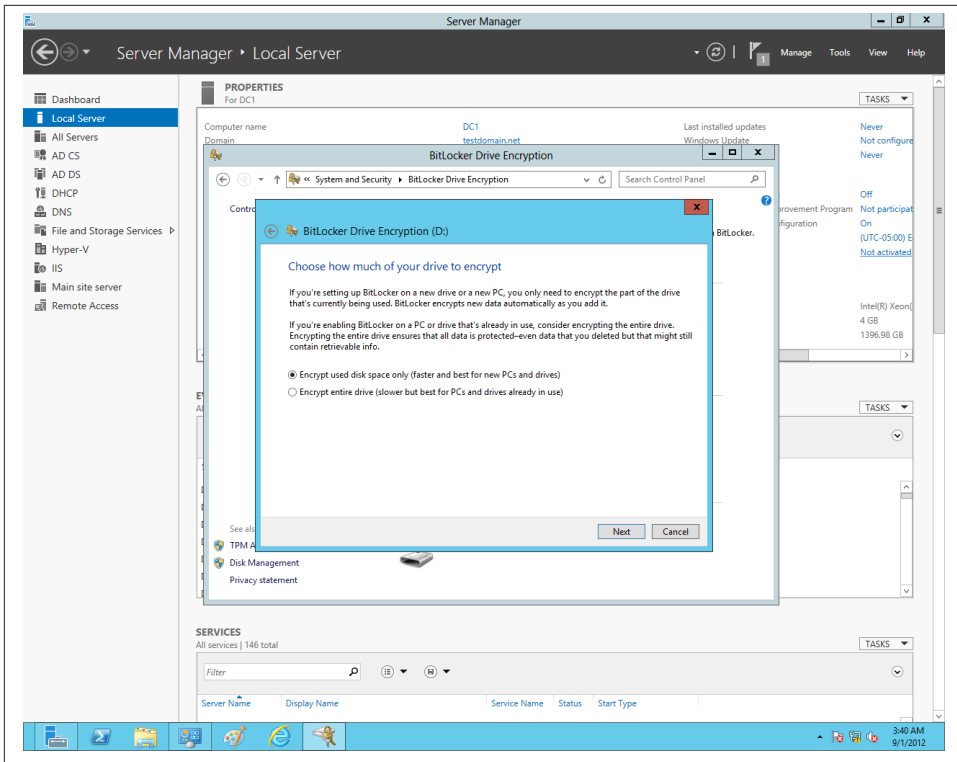 Server Manager
Server Manager • Local Server
1
Manage
Tools
View
Help
Dashboard
Local Server
All Servers
AD CS
AD DS
DHCP
DNS
File and Storage Services
Hyper-V
IIS
Main site server
Remote Access
PROPERTIES
For DC1
TASKS
Computer name
DC1
Last installed updates
Never
Domain
testdomain.net
Windows Update
Not configure
Never
Off
provement Program
Not participat
figuration
On
(UTC-05:00) E
Not activated
Intel(R) Xeon(
4 GB
1396.98 GB
BitLocker Drive Encryption
« System and Security
BitLocker Drive Encryption
Search Control Panel
Contro
BitLocker.
BitLocker Drive Encryption (D:)
Choose how much of your drive to encrypt
If you're setting up BitLocker on a new drive or a new PC, you only need to encrypt the part of the drive
that's currently being used. BitLocker encrypts new data automatically as you add it.
If you're enabling BitLocker on a PC or drive that's already in use, consider encrypting the entire drive.
Encrypting the entire drive ensures that all data is protected–even data that you deleted but that might still
contain retrievable info.
Encrypt used disk space only (faster and best for new PCs and drives)
Encrypt entire drive (slower but best for PCs and drives already in use)
Next
Cancel
See als
TPM A
Disk Management
Privacy statement
TASKS
SERVICES
All services | 146 total
TASKS
Filter
Server Name
Display Name
Service Name
Status
Start Type
3:40 AM
9/1/2012